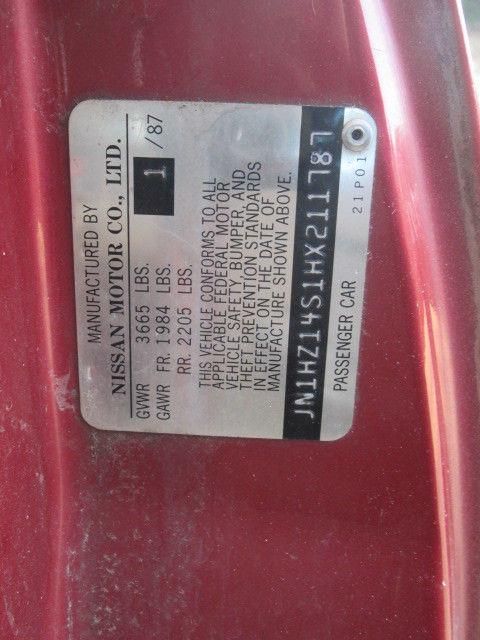 MANUFACTURED BY
NISSAN MOTOR CO., LTD. 1 /87
GVWR 3665 LBS.
GAWR FR. 1984 LBS.
RR. 2205 LBS.
THIS VEHICLE CONFORMS TO ALL
APPLICABLE FEDERAL MOTOR
VEHICLE SAFETY, BUMPER, AND
THEFT PREVENTION STANDARDS
IN EFFECT ON THE DATE OF
MANUFACTURE SHOWN ABOVE.
JN1HZ14S1HX211787
PASSENGER CAR 21P01